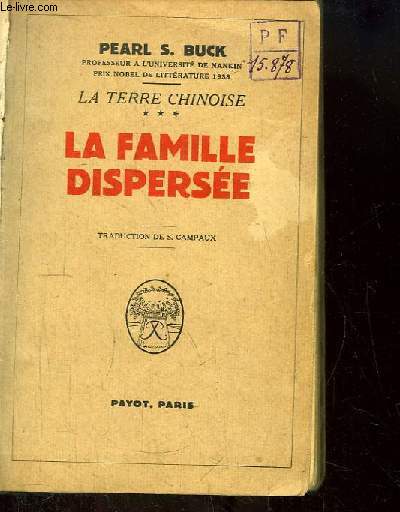 Le-livre.com
PEARL S. BUCK
PROFESSEUR A L'UNIVERSITÉ DE NANKIN
PRIX NOBEL DE LITTÉRATURE 1938
P F
15.878
LA TERRE CHINOISE
* * *
LA FAMILLE
DISPERSÉE
TRADUCTION DE S. CAMPAUX
PAYOT, PARIS